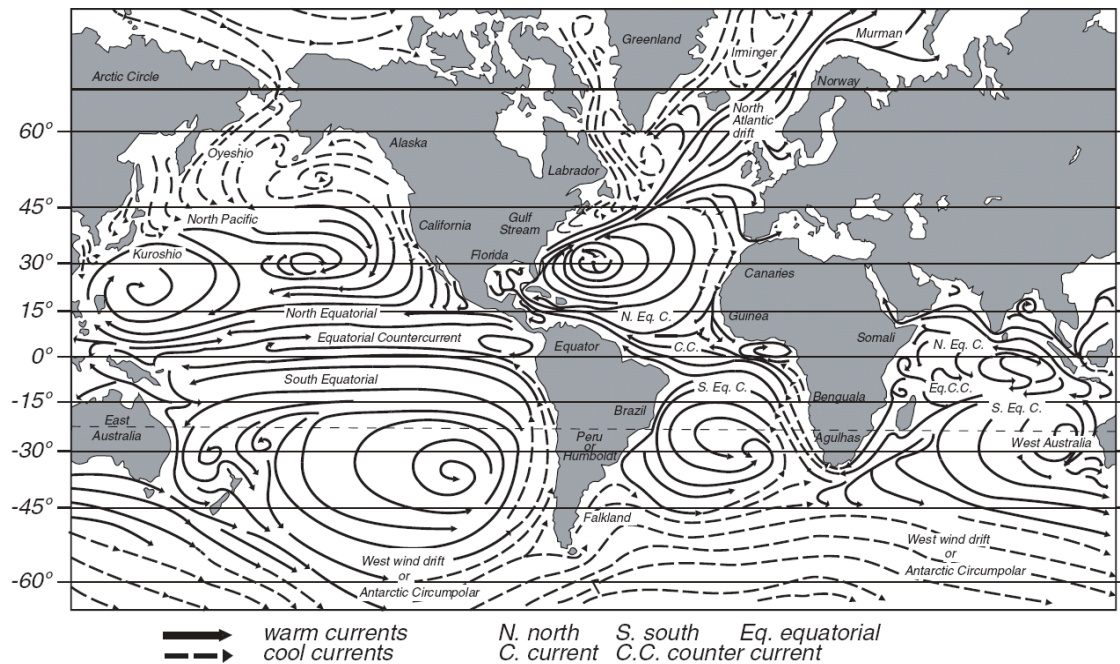 Greenland
Irminger
Murman
Arctic Circle
Norway
North
Atlantic
drift
60°
Oyeshio
Alaska
Labrador
45°
North Pacific
California
Gulf
Stream
Kuroshio
Florida
30°
Canaries
15°
North Equatorial
N. Eq. C.
Guinea
Equatorial Countercurrent
Equator
C.C.
Somali
N. Eq. C.
0°
South Equatorial
S. Eq. C.
Eq.C.C.
-15°
Brazil
Benguala
S. Eq. C.
East
Australia
Peru
or
Humboldt
Agulhas
West Australia
-30°
-45°
Falkland
West wind drift
or
Antarctic Circumpolar
West wind drift
or
Antarctic Circumpolar
-60°
warm currents N. north S. south Eq. equatorial
cool currents C. current C.C. counter current